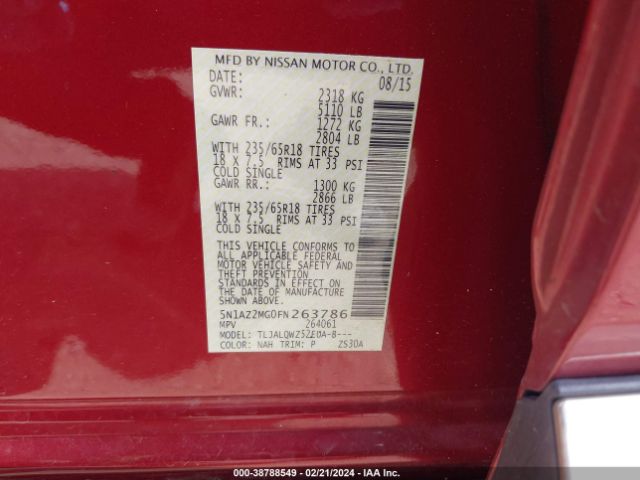 MFD BY NISSAN MOTOR CO., LTD.
DATE: 08/15
GVWR: 2318 KG
5110 LB
GAWR FR.: 1272 KG
2804 LB
WITH 235/65R18 TIRES
18 X 7.5 RIMS AT 33 PSI
COLD SINGLE
GAWR RR.: 1300 KG
2866 LB
WITH 235/65R18 TIRES
18 X 7.5 RIMS AT 33 PSI
COLD SINGLE
THIS VEHICLE CONFORMS TO
ALL APPLICABLE FEDERAL
MOTOR VEHICLE SAFETY AND
THEFT PREVENTION
STANDARDS IN EFFECT ON
THE DATE OF MANUFACTURE
SHOWN ABOVE.
5N1AZ2MG0FN263786
MPV 264061
MODEL: TLJALQWZ52EUA-B---
COLOR: NAH TRIM: P ZS30A
000-38788549 - 02/21/2024 - IAA Inc.